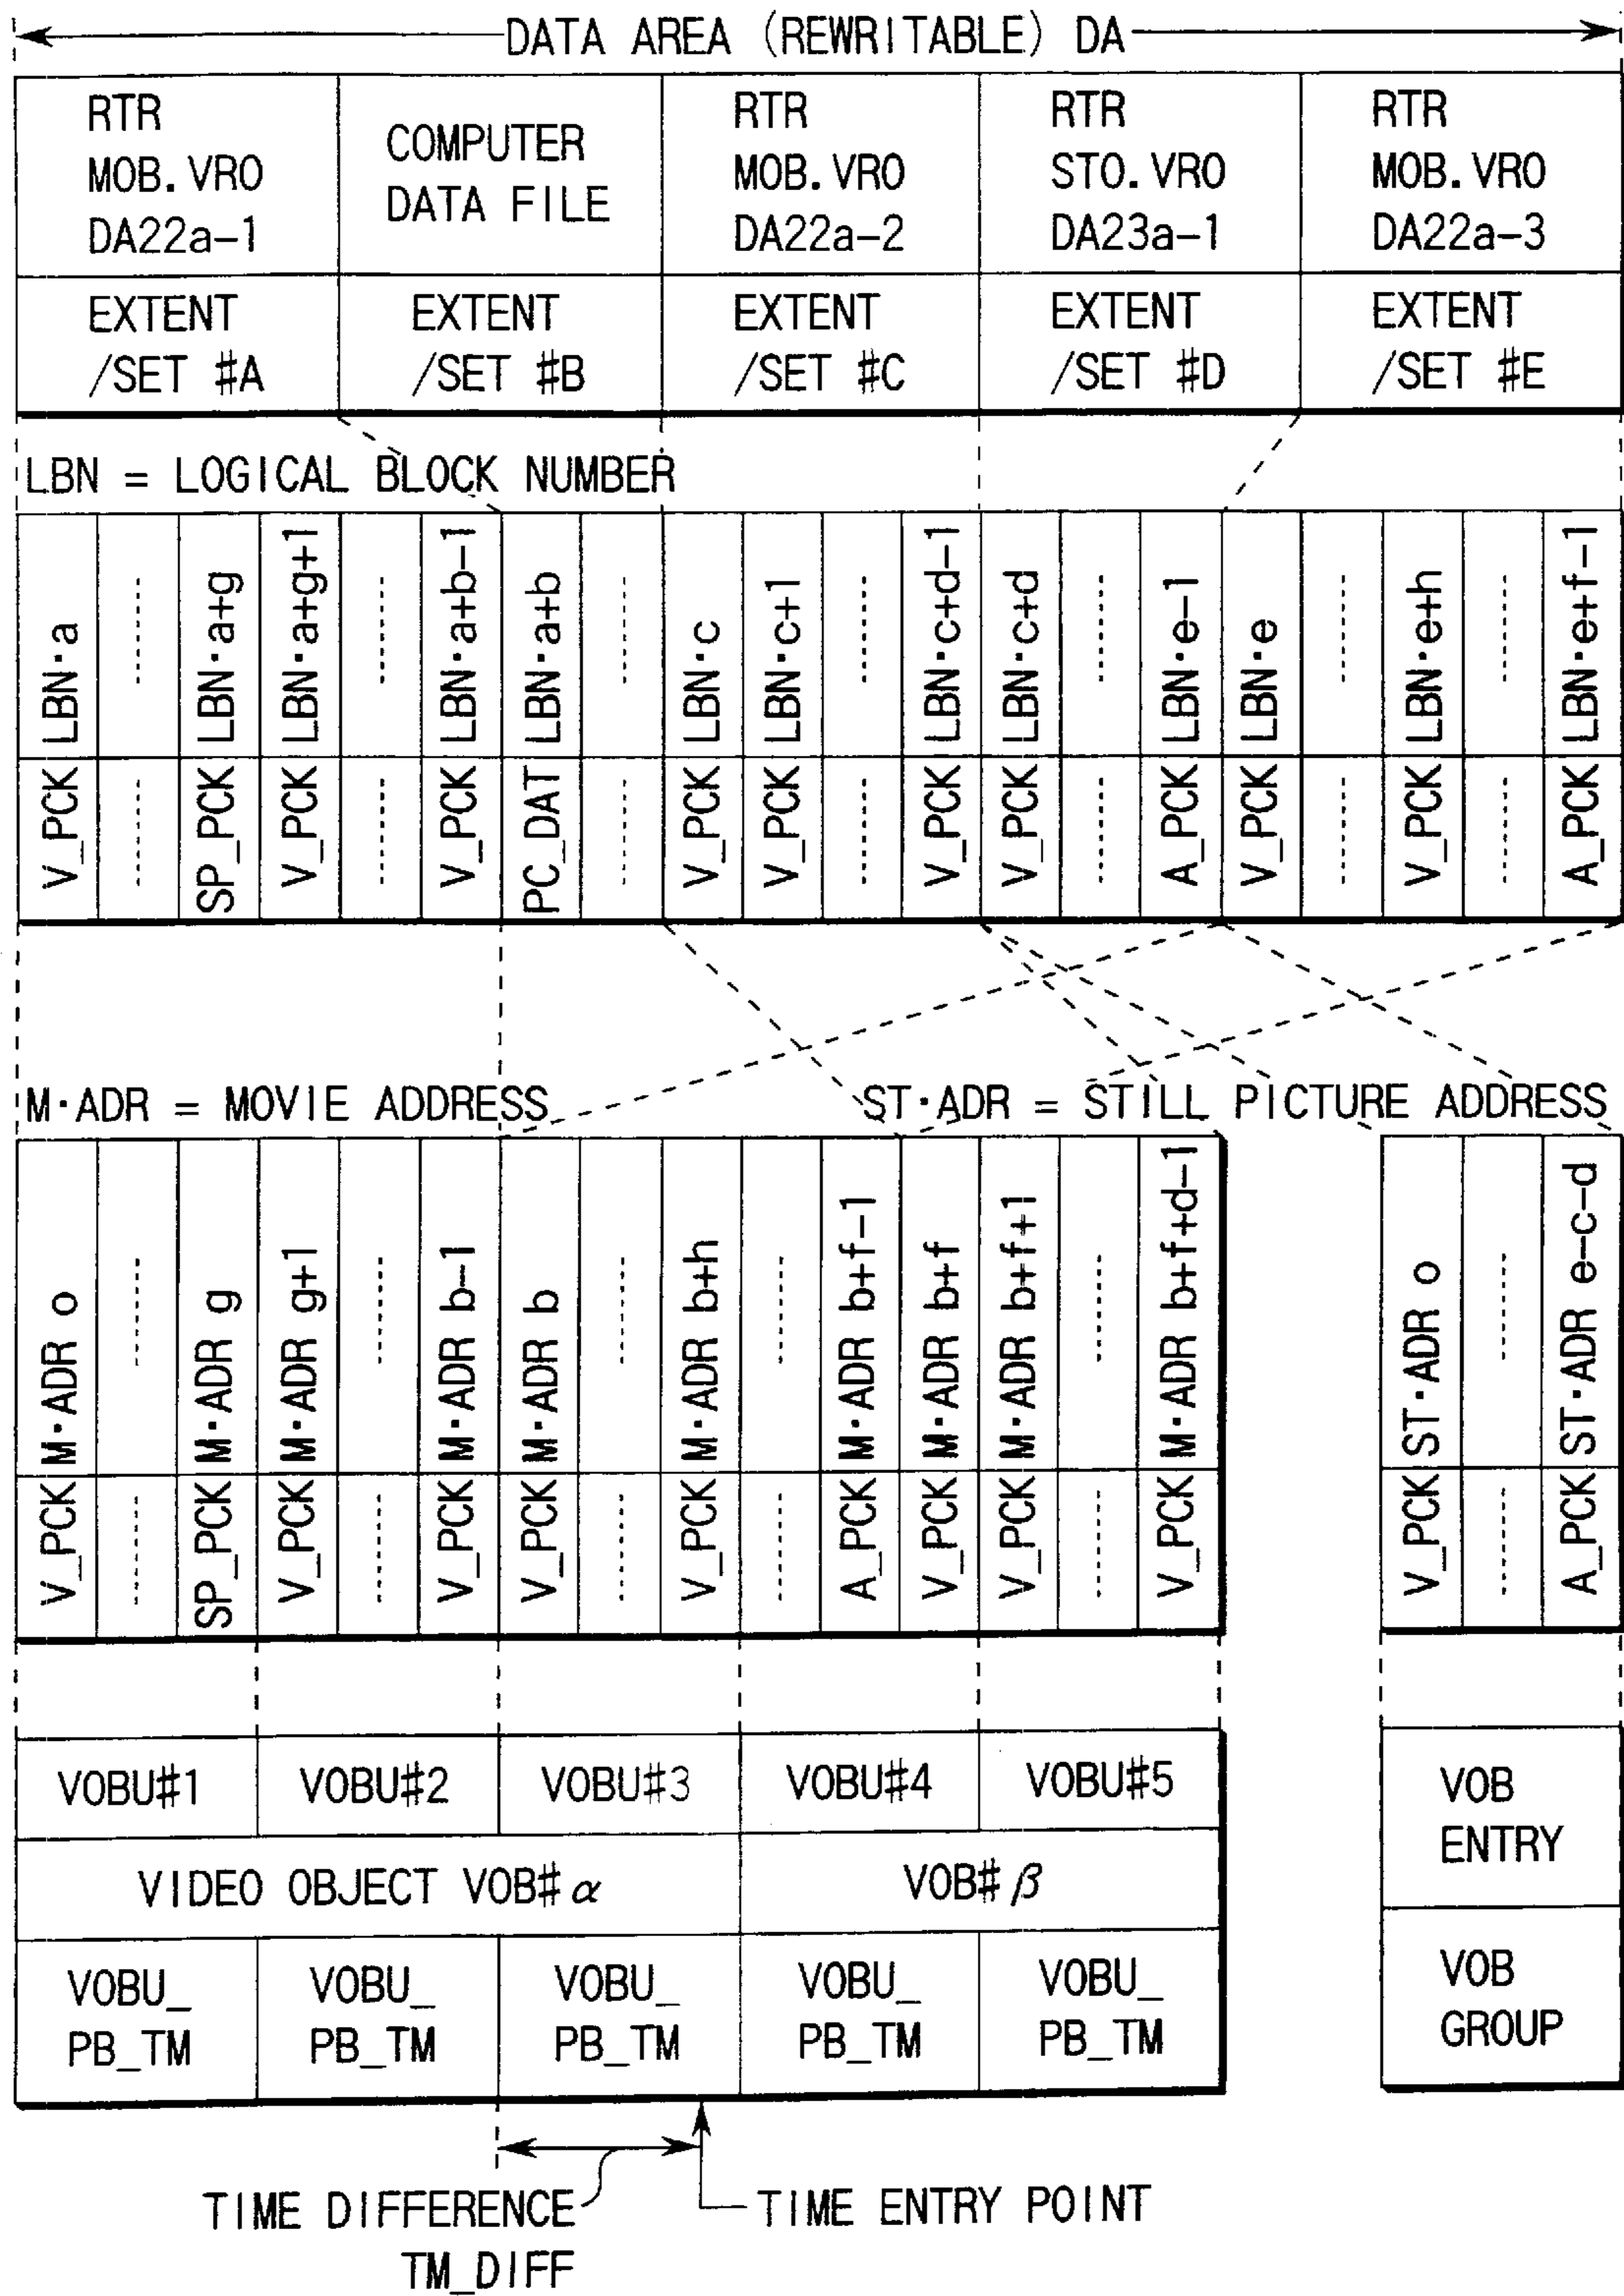 DATA AREA (REWRITABLE) DA
RTR
MOB.VRO
DA22a-1
COMPUTER
DATA FILE
RTR
MOB.VRO
DA22a-2
RTR
STO.VRO
DA23a-1
RTR
MOB.VRO
DA22a-3
EXTENT
/SET #A
EXTENT
/SET #B
EXTENT
/SET #C
EXTENT
/SET #D
EXTENT
/SET #E
LBN = LOGICAL BLOCK NUMBER
LBN·a
LBN·a+g
LBN·a+g+1
LBN·a+b-1
LBN·a+b
LBN·c
LBN·c+1
LBN·c+d-1
LBN·c+d
LBN·e-1
LBN·e
LBN·e+h
LBN·e+f-1
V_PCK
SP_PCK
V_PCK
V_PCK
PC_DAT
V_PCK
V_PCK
V_PCK
V_PCK
A_PCK
V_PCK
V_PCK
A_PCK
M·ADR = MOVIE ADDRESS
ST·ADR = STILL PICTURE ADDRESS
M·ADR o
M·ADR g
M·ADR g+1
M·ADR b-1
M·ADR b
M·ADR b+h
M·ADR b+f-1
M·ADR b+f
M·ADR b+f+1
M·ADR b+f+d-1
ST·ADR o
ST·ADR e-c-d
V_PCK
SP_PCK
V_PCK
V_PCK
V_PCK
V_PCK
A_PCK
V_PCK
V_PCK
V_PCK
V_PCK
A_PCK
VOBU#1
VOBU#2
VOBU#3
VOBU#4
VOBU#5
VOB
ENTRY
VIDEO OBJECT VOB#α
VOB#β
VOBU_
PB_TM
VOBU_
PB_TM
VOBU_
PB_TM
VOBU_
PB_TM
VOBU_
PB_TM
VOB
GROUP
TIME DIFFERENCE
TM_DIFF
TIME ENTRY POINT